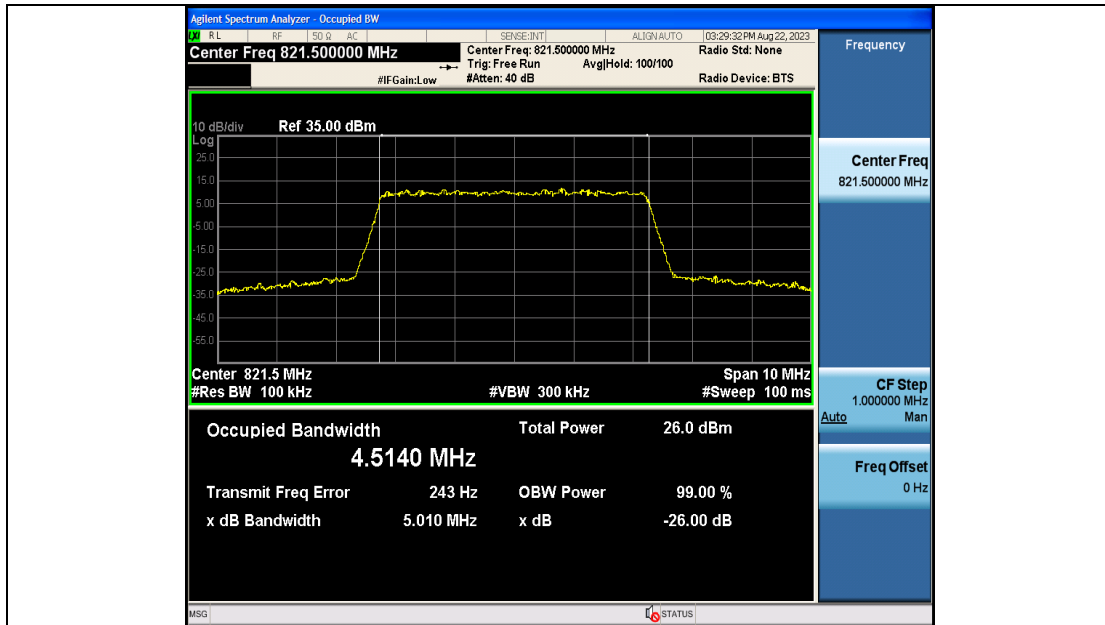 Agilent Spectrum Analyzer - Occupied BW
LXI RL RF 50 Ω AC SENSE:INT ALIGN AUTO 03:29:32 PM Aug 22, 2023
Center Freq 821.500000 MHz
Center Freq: 821.500000 MHz Radio Std: None
Trig: Free Run Avg|Hold: 100/100
#IFGain:Low #Atten: 40 dB Radio Device: BTS
Frequency
10 dB/div Ref 35.00 dBm
Log
25.0
15.0
5.00
-5.00
-15.0
-25.0
-35.0
-45.0
-55.0
Center 821.5 MHz Span 10 MHz
#Res BW 100 kHz #VBW 300 kHz #Sweep 100 ms
Occupied Bandwidth Total Power 26.0 dBm
4.5140 MHz
Transmit Freq Error 243 Hz OBW Power 99.00 %
x dB Bandwidth 5.010 MHz x dB -26.00 dB
Center Freq
821.500000 MHz
CF Step
1.000000 MHz
Auto Man
Freq Offset
0 Hz
MSG STATUS